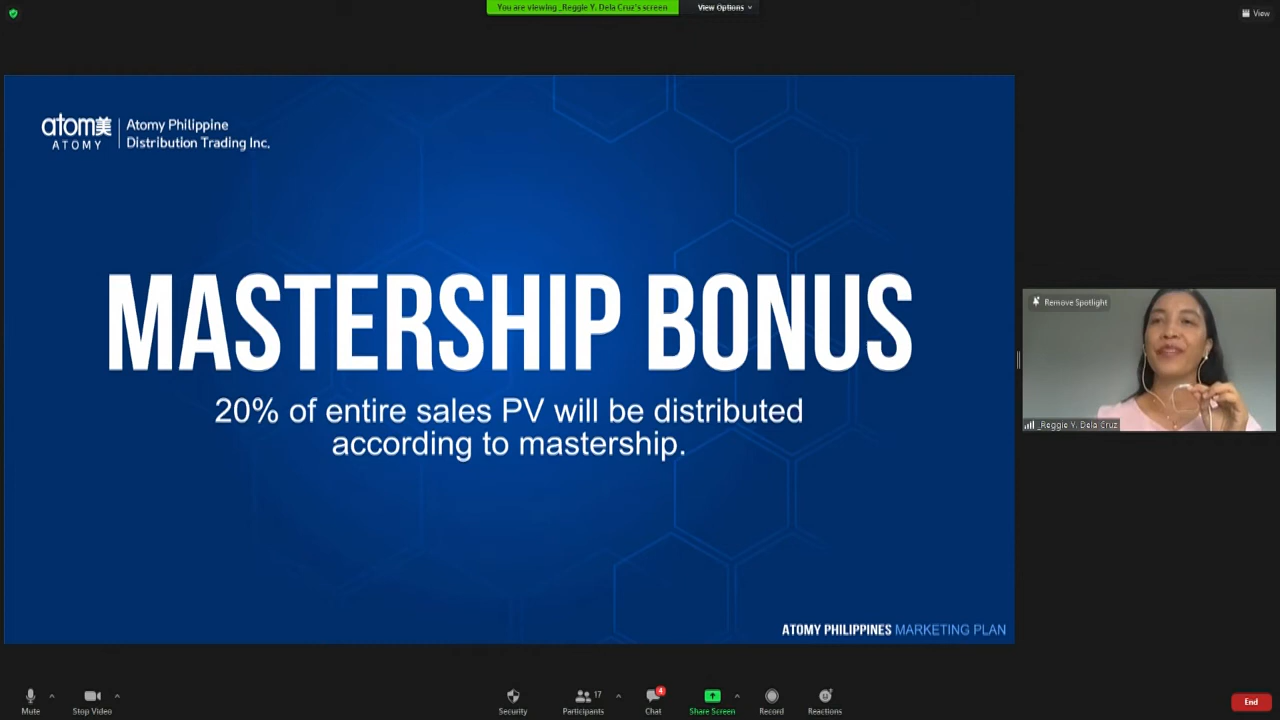 You are viewing _Reggie Y. Dela Cruz's screen
View Options
View
atom美
ATOMY
Atomy Philippine
Distribution Trading Inc.
MASTERSHIP BONUS
20% of entire sales PV will be distributed
according to mastership.
Remove Spotlight
_Reggie Y. Dela Cruz
ATOMY PHILIPPINES MARKETING PLAN
Mute
Stop Video
Security
Participants
17
Chat
4
Share Screen
Record
Reactions
End